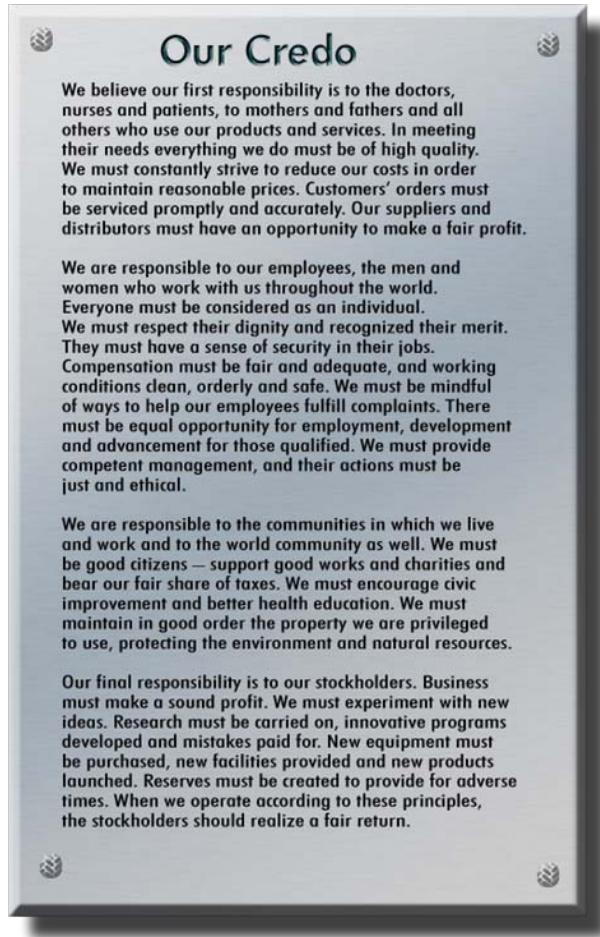 Our Credo
We believe our first responsibility is to the doctors,
nurses and patients, to mothers and fathers and all
others who use our products and services. In meeting
their needs everything we do must be of high quality.
We must constantly strive to reduce our costs in order
to maintain reasonable prices. Customers’ orders must
be serviced promptly and accurately. Our suppliers and
distributors must have an opportunity to make a fair profit.
We are responsible to our employees, the men and
women who work with us throughout the world.
Everyone must be considered as an individual.
We must respect their dignity and recognized their merit.
They must have a sense of security in their jobs.
Compensation must be fair and adequate, and working
conditions clean, orderly and safe. We must be mindful
of ways to help our employees fulfill complaints. There
must be equal opportunity for employment, development
and advancement for those qualified. We must provide
competent management, and their actions must be
just and ethical.
We are responsible to the communities in which we live
and work and to the world community as well. We must
be good citizens — support good works and charities and
bear our fair share of taxes. We must encourage civic
improvement and better health education. We must
maintain in good order the property we are privileged
to use, protecting the environment and natural resources.
Our final responsibility is to our stockholders. Business
must make a sound profit. We must experiment with new
ideas. Research must be carried on, innovative programs
developed and mistakes paid for. New equipment must
be purchased, new facilities provided and new products
launched. Reserves must be created to provide for adverse
times. When we operate according to these principles,
the stockholders should realize a fair return.